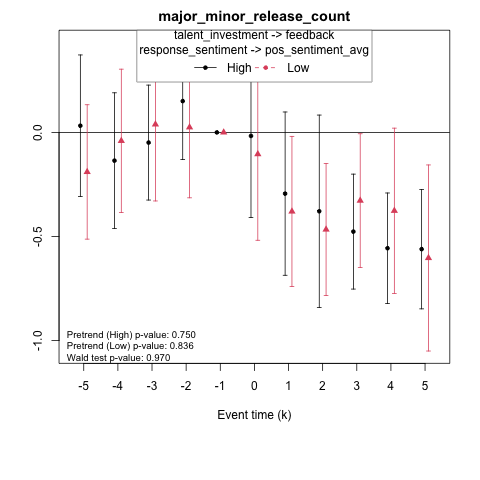 major_minor_release_count
talent_investment -> feedback
response_sentiment -> pos_sentiment_avg
High Low
0.0
-0.5
-1.0
Pretrend (High) p-value: 0.750
Pretrend (Low) p-value: 0.836
Wald test p-value: 0.970
-5 -4 -3 -2 -1 0 1 2 3 4 5
Event time (k)